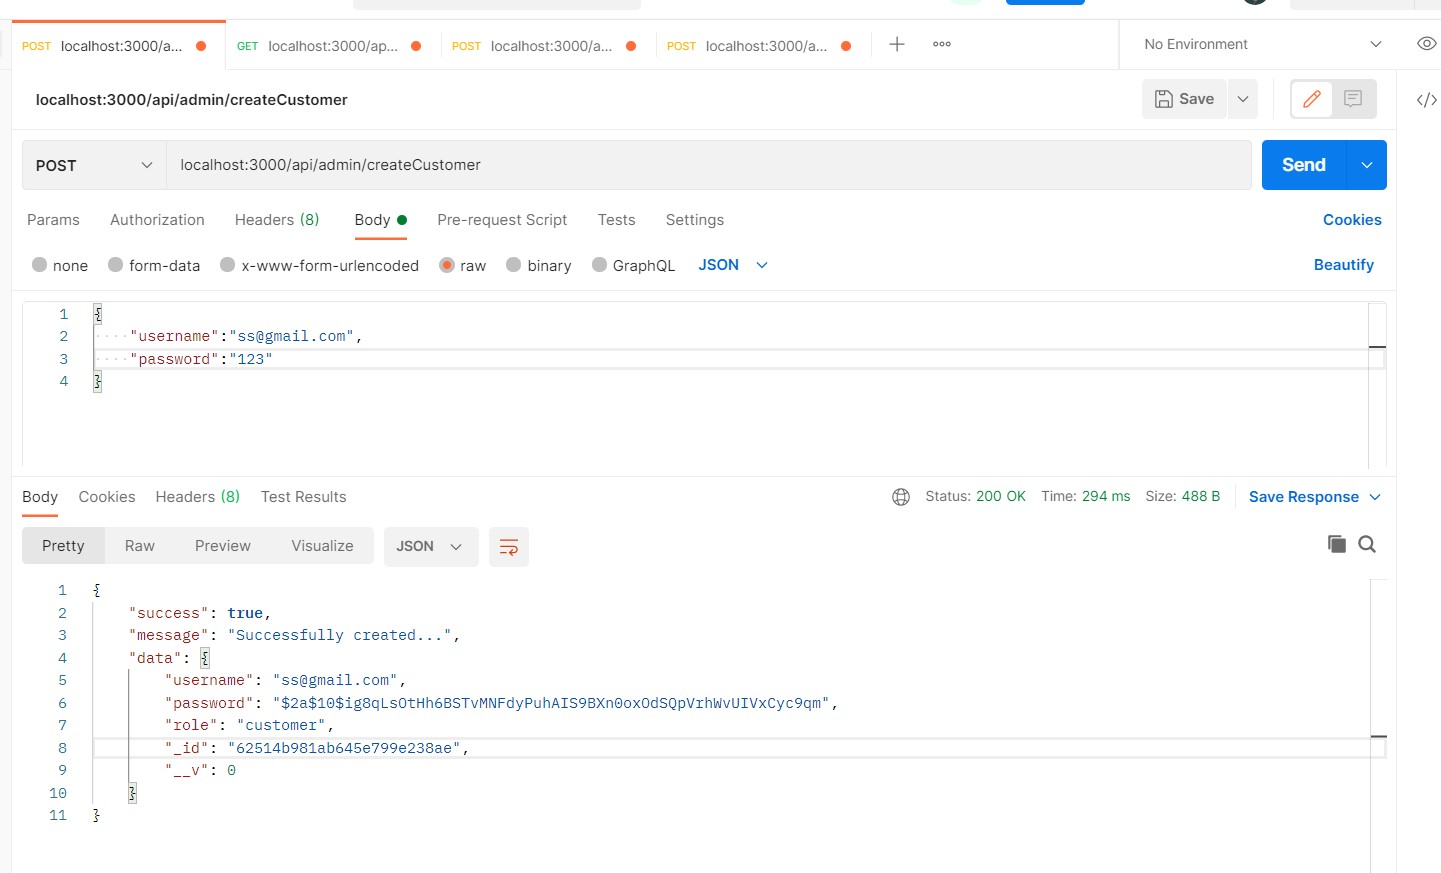 POST localhost:3000/a... GET localhost:3000/ap... POST localhost:3000/a... POST localhost:3000/a... No Environment
localhost:3000/api/admin/createCustomer Save
POST localhost:3000/api/admin/createCustomer Send
Params Authorization Headers (8) Body Pre-request Script Tests Settings Cookies
none form-data x-www-form-urlencoded raw binary GraphQL JSON Beautify
1 {
2 "username":"ss@gmail.com",
3 "password":"123"
4 }
Body Cookies Headers (8) Test Results Status: 200 OK Time: 294 ms Size: 488 B Save Response
Pretty Raw Preview Visualize JSON
1 {
2 "success": true,
3 "message": "Successfully created...",
4 "data": {
5 "username": "ss@gmail.com",
6 "password": "$2a$10$ig8qLsOtHh6BSTvMNFdyPuhAIS9BXn0oxOdSQpVrhWvUIVxCyc9qm",
7 "role": "customer",
8 "_id": "62514b981ab645e799e238ae",
9 "__v": 0
10 }
11 }